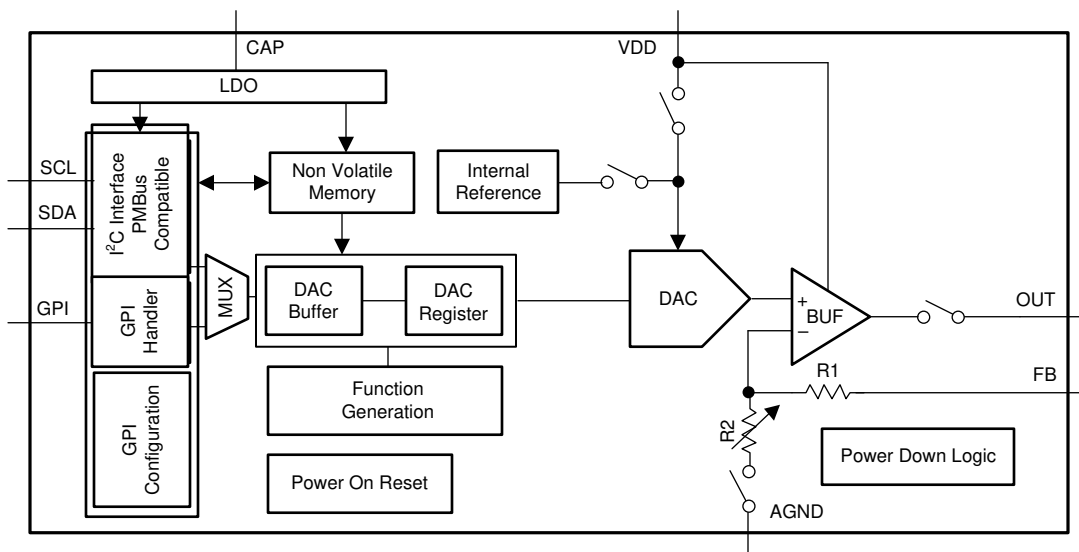 CAP
VDD
LDO
SCL
SDA
GPI
I²C Interface
PMBus
Compatible
Non Volatile
Memory
Internal
Reference
MUX
DAC
Buffer
DAC
Register
DAC
+
BUF
−
OUT
GPI
Handler
R1
FB
Function
Generation
R2
GPI
Configuration
Power Down Logic
Power On Reset
AGND